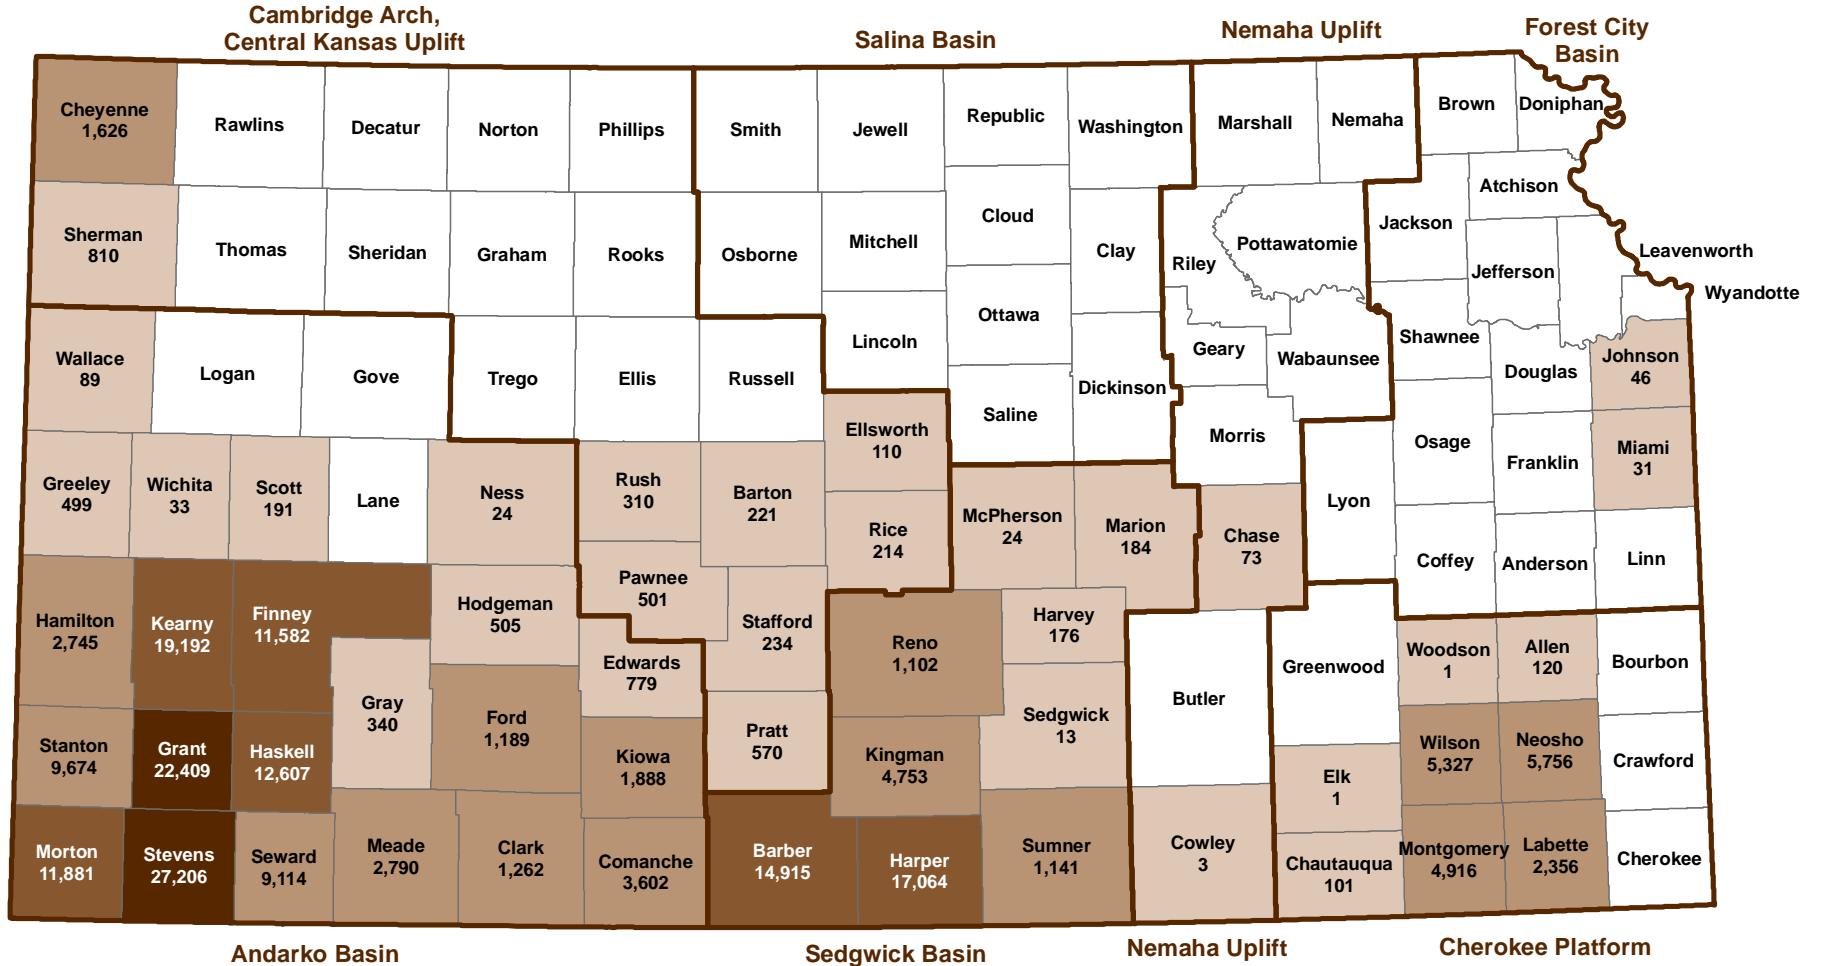 Cambridge Arch,
Central Kansas Uplift
Salina Basin
Nemaha Uplift
Forest City
Basin
Cheyenne
1,626
Rawlins
Decatur
Norton
Phillips
Smith
Jewell
Republic
Washington
Marshall
Nemaha
Brown
Doniphan
Atchison
Sherman
810
Thomas
Sheridan
Graham
Rooks
Osborne
Mitchell
Cloud
Clay
Riley
Pottawatomie
Jackson
Jefferson
Leavenworth
Wyandotte
Wallace
89
Logan
Gove
Trego
Ellis
Russell
Lincoln
Ottawa
Saline
Dickinson
Geary
Wabaunsee
Shawnee
Douglas
Johnson
46
Greeley
499
Wichita
33
Scott
191
Lane
Ness
24
Rush
310
Barton
221
Ellsworth
110
Rice
214
McPherson
24
Marion
184
Morris
Chase
73
Lyon
Osage
Franklin
Miami
31
Coffey
Anderson
Linn
Hamilton
2,745
Kearny
19,192
Finney
11,582
Hodgeman
505
Pawnee
501
Stafford
234
Edwards
779
Reno
1,102
Harvey
176
Gray
340
Ford
1,189
Kiowa
1,888
Pratt
570
Kingman
4,753
Sedgwick
13
Butler
Greenwood
Woodson
1
Allen
120
Bourbon
Stanton
9,674
Grant
22,409
Haskell
12,607
Elk
1
Wilson
5,327
Neosho
5,756
Crawford
Morton
11,881
Stevens
27,206
Seward
9,114
Meade
2,790
Clark
1,262
Comanche
3,602
Barber
14,915
Harper
17,064
Sumner
1,141
Cowley
3
Chautauqua
101
Montgomery
4,916
Labette
2,356
Cherokee
Andarko Basin
Sedgwick Basin
Nemaha Uplift
Cherokee Platform